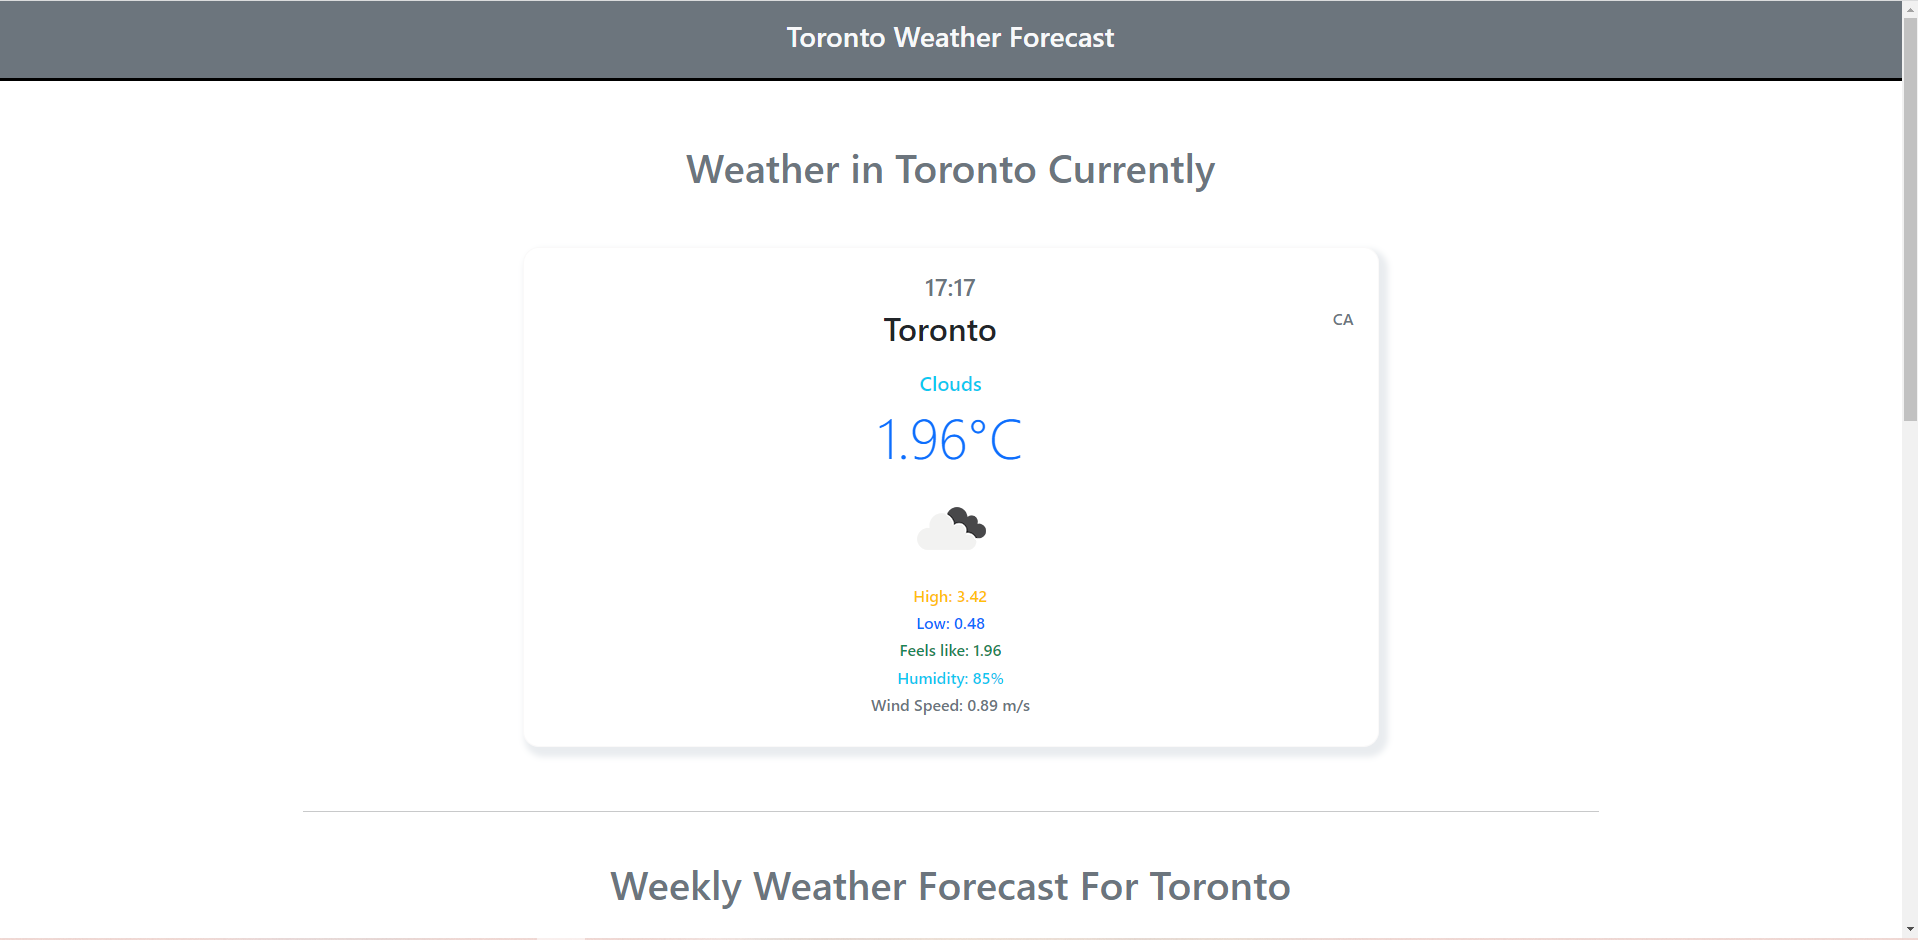 Toronto Weather Forecast
Weather in Toronto Currently
17:17
Toronto
CA
Clouds
1.96°C
High: 3.42
Low: 0.48
Feels like: 1.96
Humidity: 85%
Wind Speed: 0.89 m/s
Weekly Weather Forecast For Toronto